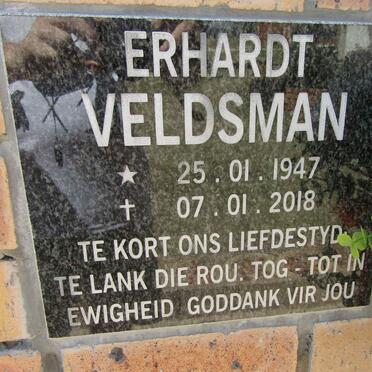 ERHARDT
VELDSMAN
★ 25 . 01 . 1947
† 07 . 01 . 2018
TE KORT ONS LIEFDESTYD
TE LANK DIE ROU. TOG - TOT IN
EWIGHEID GODDANK VIR JOU